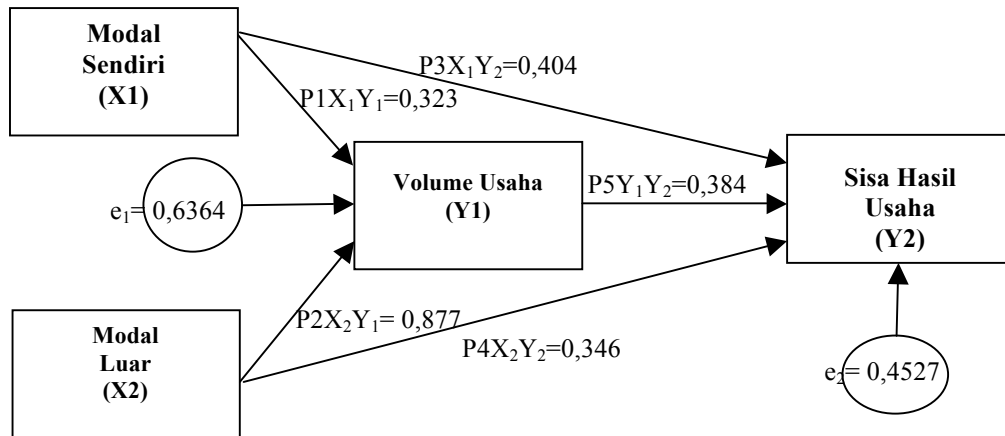 Modal
Sendiri
(X1)
P3X₁Y₂=0,404
P1X₁Y₁=0,323
Volume Usaha
(Y1)
P5Y₁Y₂=0,384
Sisa Hasil
Usaha
(Y2)
e₁= 0,6364
P2X₂Y₁= 0,877
P4X₂Y₂=0,346
Modal
Luar
(X2)
e₂= 0,4527